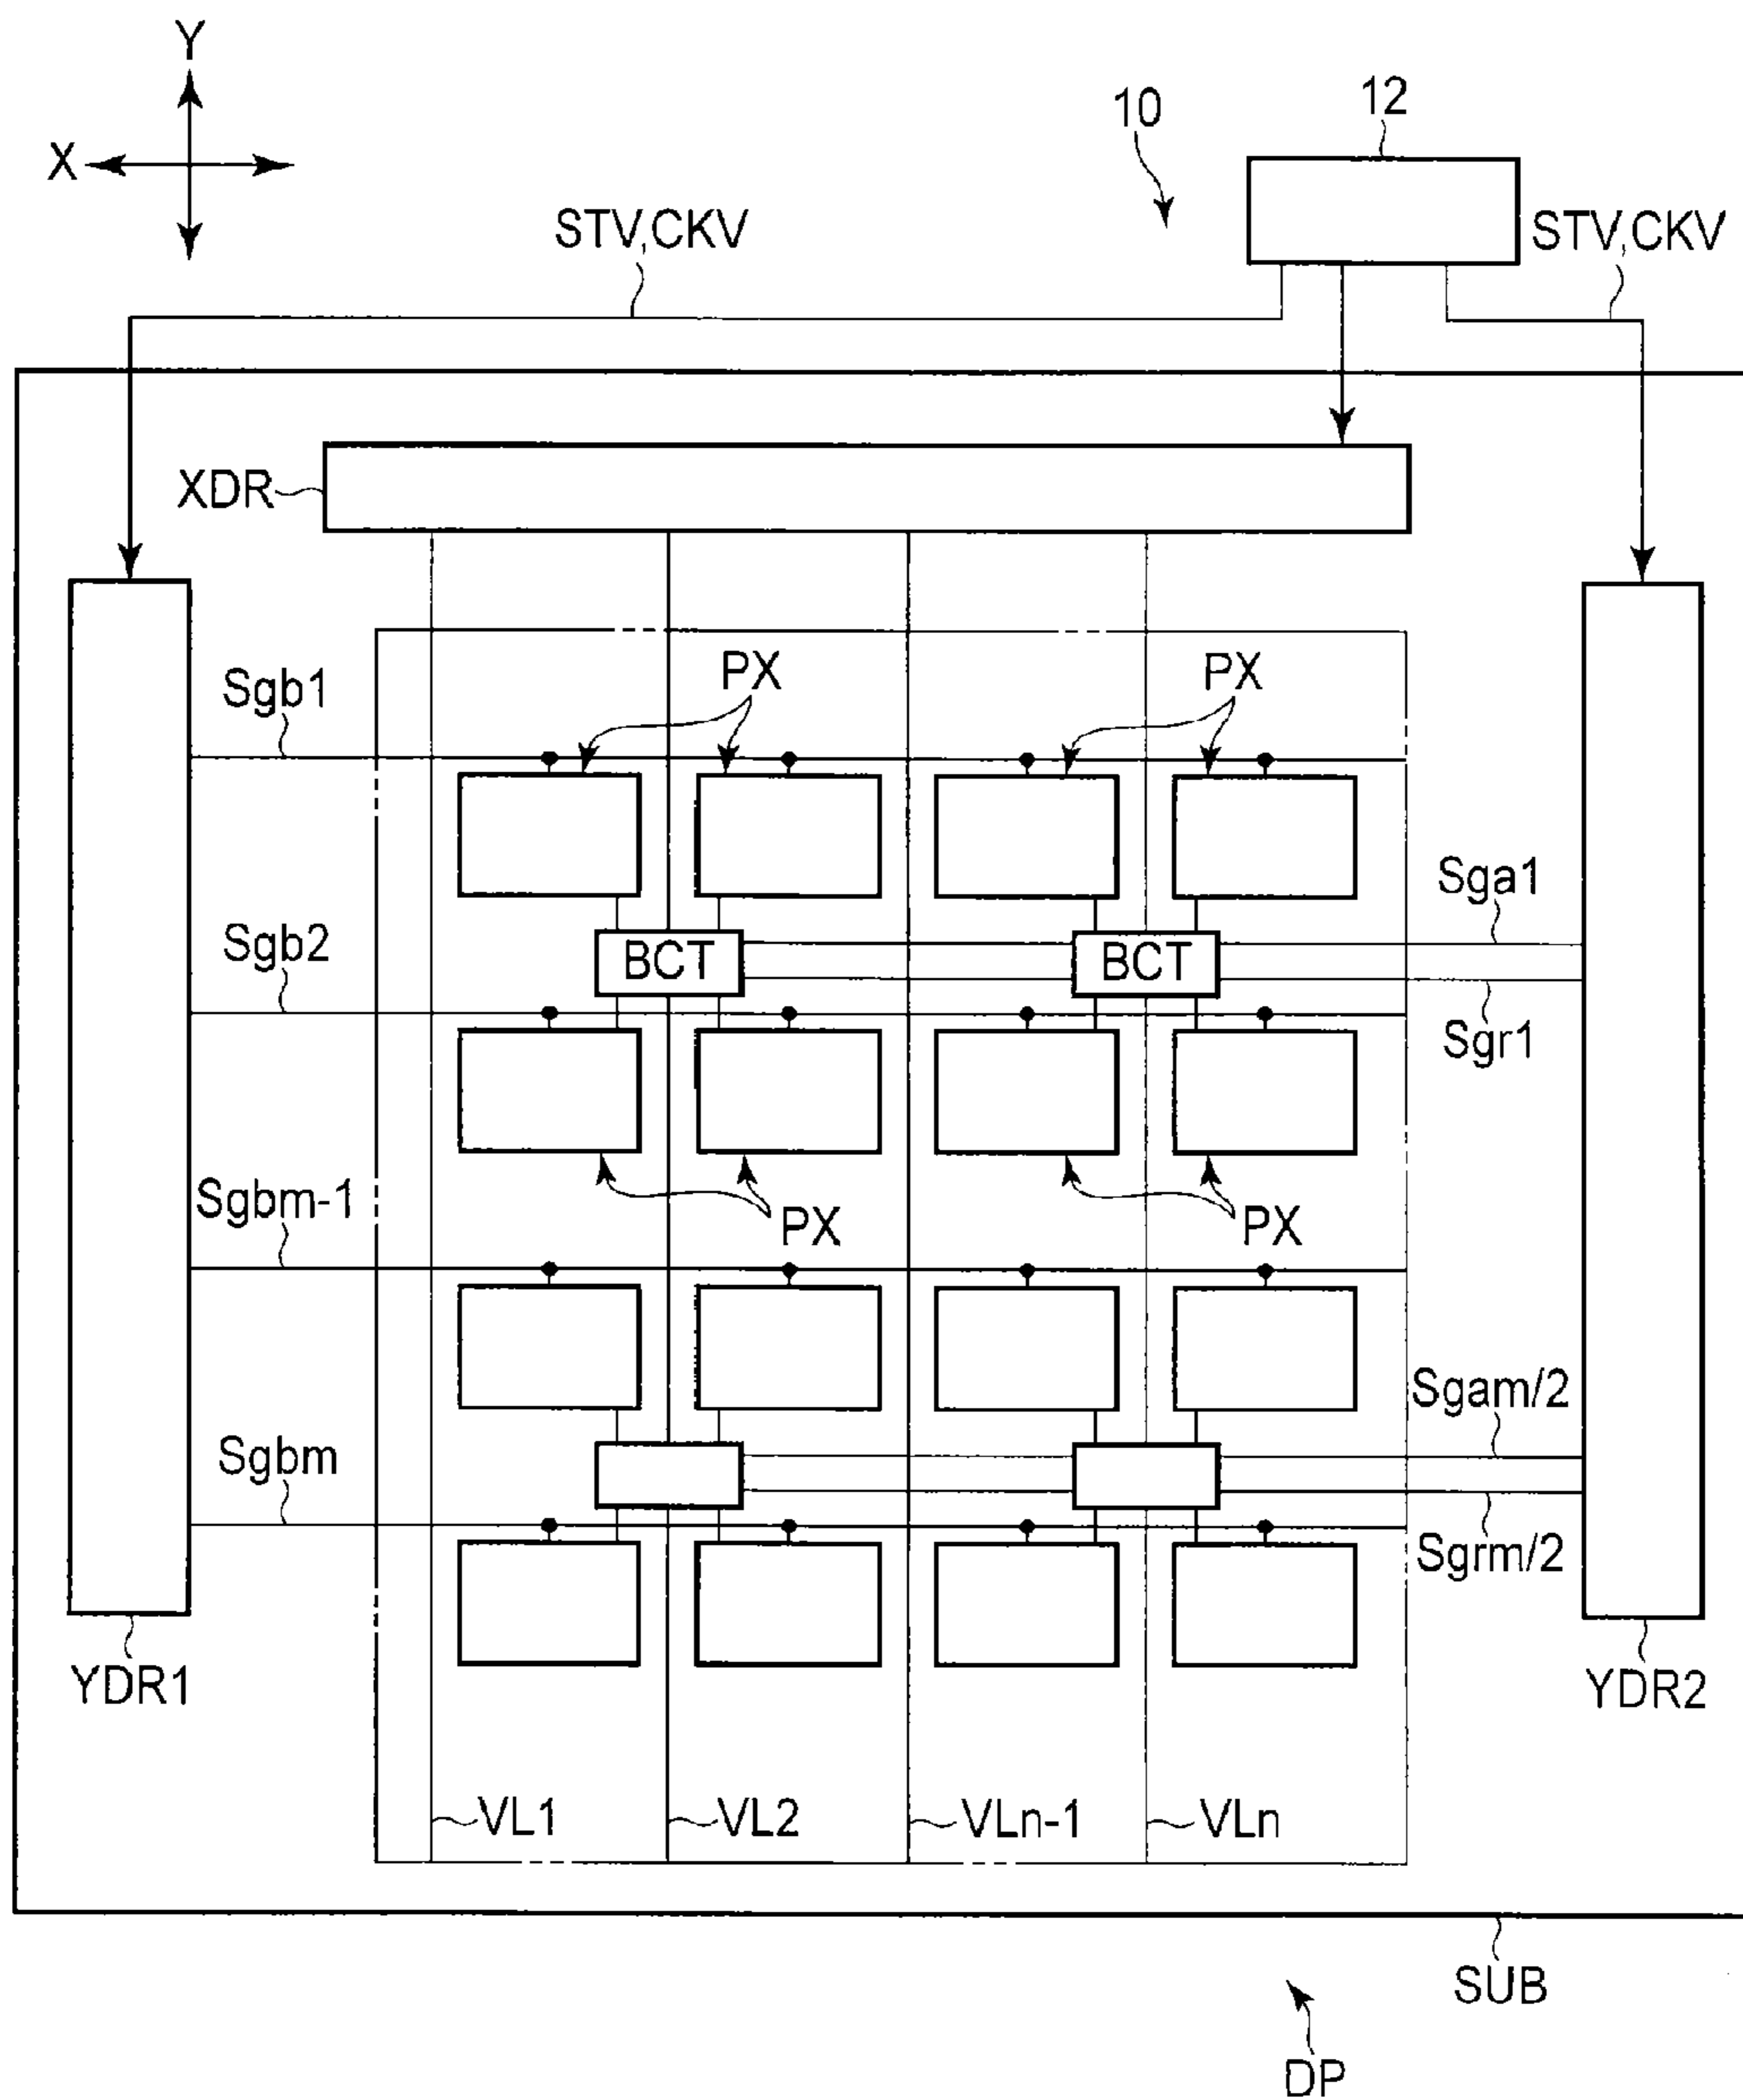 Y
X
10
12
STV,CKV
STV,CKV
XDR
Sgb1
PX
PX
Sga1
Sgb2
BCT
BCT
Sgr1
Sgbm-1
PX
PX
Sgam/2
Sgbm
Sgrm/2
YDR1
YDR2
VL1
VL2
VLn-1
VLn
SUB
DP